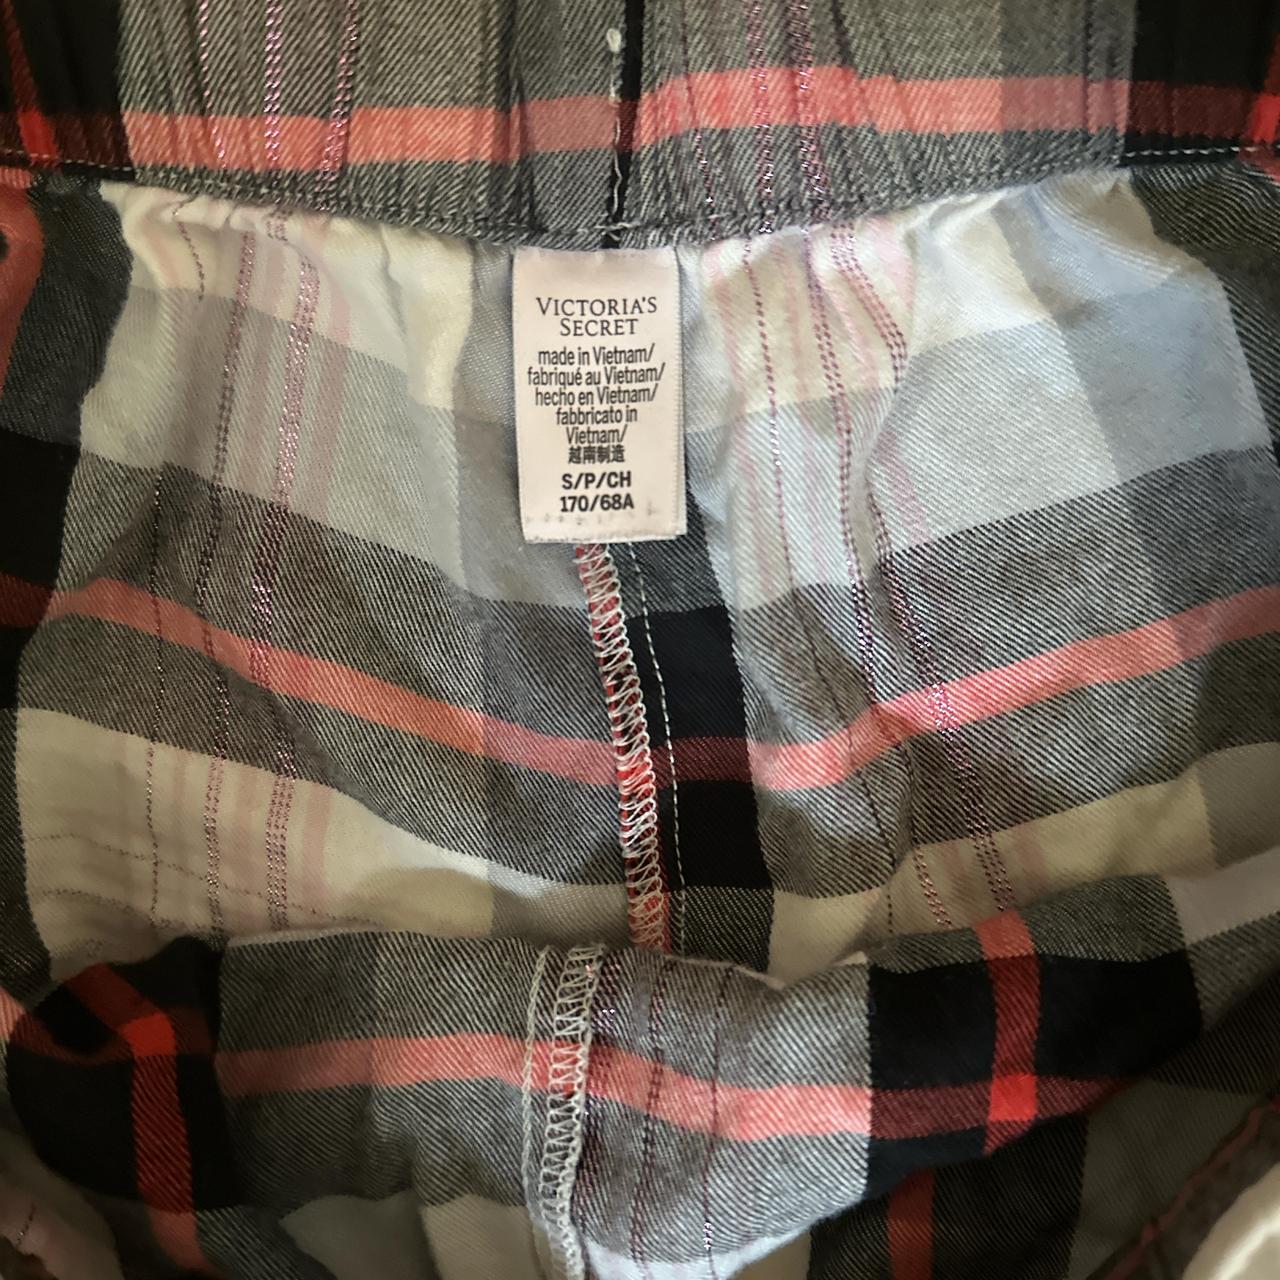 VICTORIA'S
SECRET
made in Vietnam/
fabriqué au Vietnam/
hecho en Vietnam/
fabbricato in
Vietnam/
越南制造
S/P/CH
170/68A